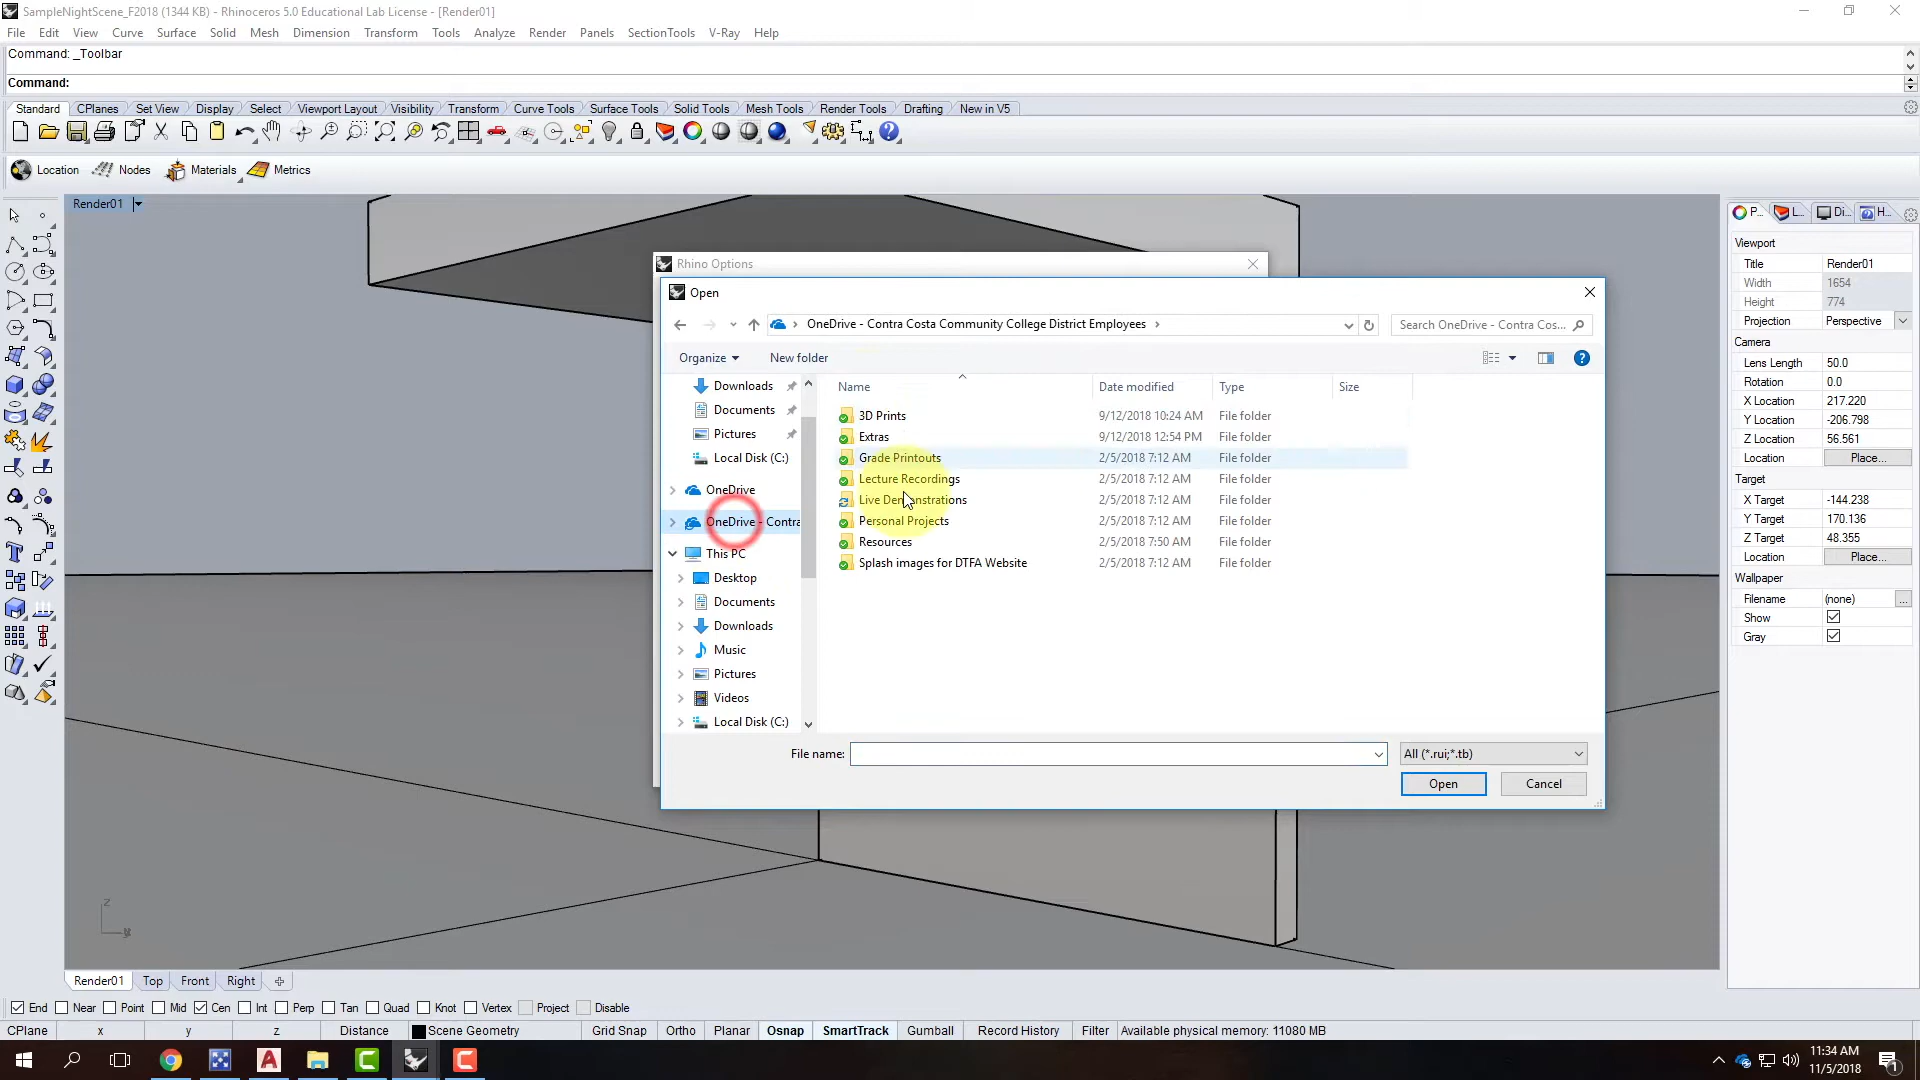 SampleNightScene_F2018 (1344 KB) - Rhinoceros 5.0 Educational Lab License - [Render01]
File Edit View Curve Surface Solid Mesh Dimension Transform Tools Analyze Render Panels SectionTools V-Ray Help
Command: _Toolbar
Command:
Standard CPlanes Set View Display Select Viewport Layout Visibility Transform Curve Tools Surface Tools Solid Tools Mesh Tools Render Tools Drafting New in V5
Location Nodes Materials Metrics
Render01
P... L... Di... H...
Viewport
Title Render01
Width 1654
Height 774
Projection Perspective
Camera
Lens Length 50.0
Rotation 0.0
X Location 217.220
Y Location -206.798
Z Location 56.561
Location Place...
Target
X Target -144.238
Y Target 170.136
Z Target 48.355
Location Place...
Wallpaper
Filename (none) ...
Show
Gray
Rhino Options
Open
OneDrive - Contra Costa Community College District Employees
Search OneDrive - Contra Cos...
Organize New folder
Downloads
Documents
Pictures
Local Disk (C:)
OneDrive
OneDrive - Contra
This PC
Desktop
Documents
Downloads
Music
Pictures
Videos
Local Disk (C:)
Name Date modified Type Size
3D Prints 9/12/2018 10:24 AM File folder
Extras 9/12/2018 12:54 PM File folder
Grade Printouts 2/5/2018 7:12 AM File folder
Lecture Recordings 2/5/2018 7:12 AM File folder
Live Demonstrations 2/5/2018 7:12 AM File folder
Personal Projects 2/5/2018 7:12 AM File folder
Resources 2/5/2018 7:50 AM File folder
Splash images for DTFA Website 2/5/2018 7:12 AM File folder
File name: All (*.rui;*.tb)
Open Cancel
z
Render01 Top Front Right
End Near Point Mid Cen Int Perp Tan Quad Knot Vertex Project Disable
CPlane x y z Distance Scene Geometry Grid Snap Ortho Planar Osnap SmartTrack Gumball Record History Filter Available physical memory: 11080 MB
11:34 AM
11/5/2018
1